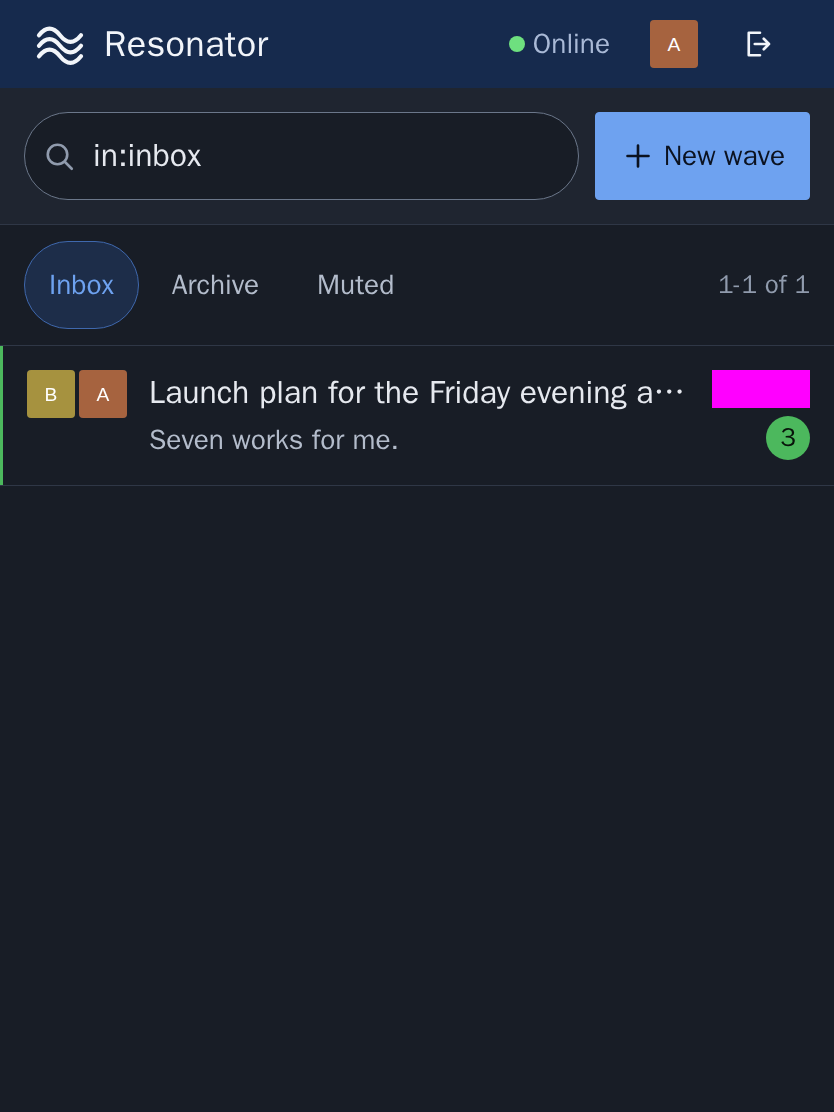 Resonator
Online
A
in:inbox
New wave
Inbox
Archive
Muted
1-1 of 1
B
A
Launch plan for the Friday evening a…
Seven works for me.
3